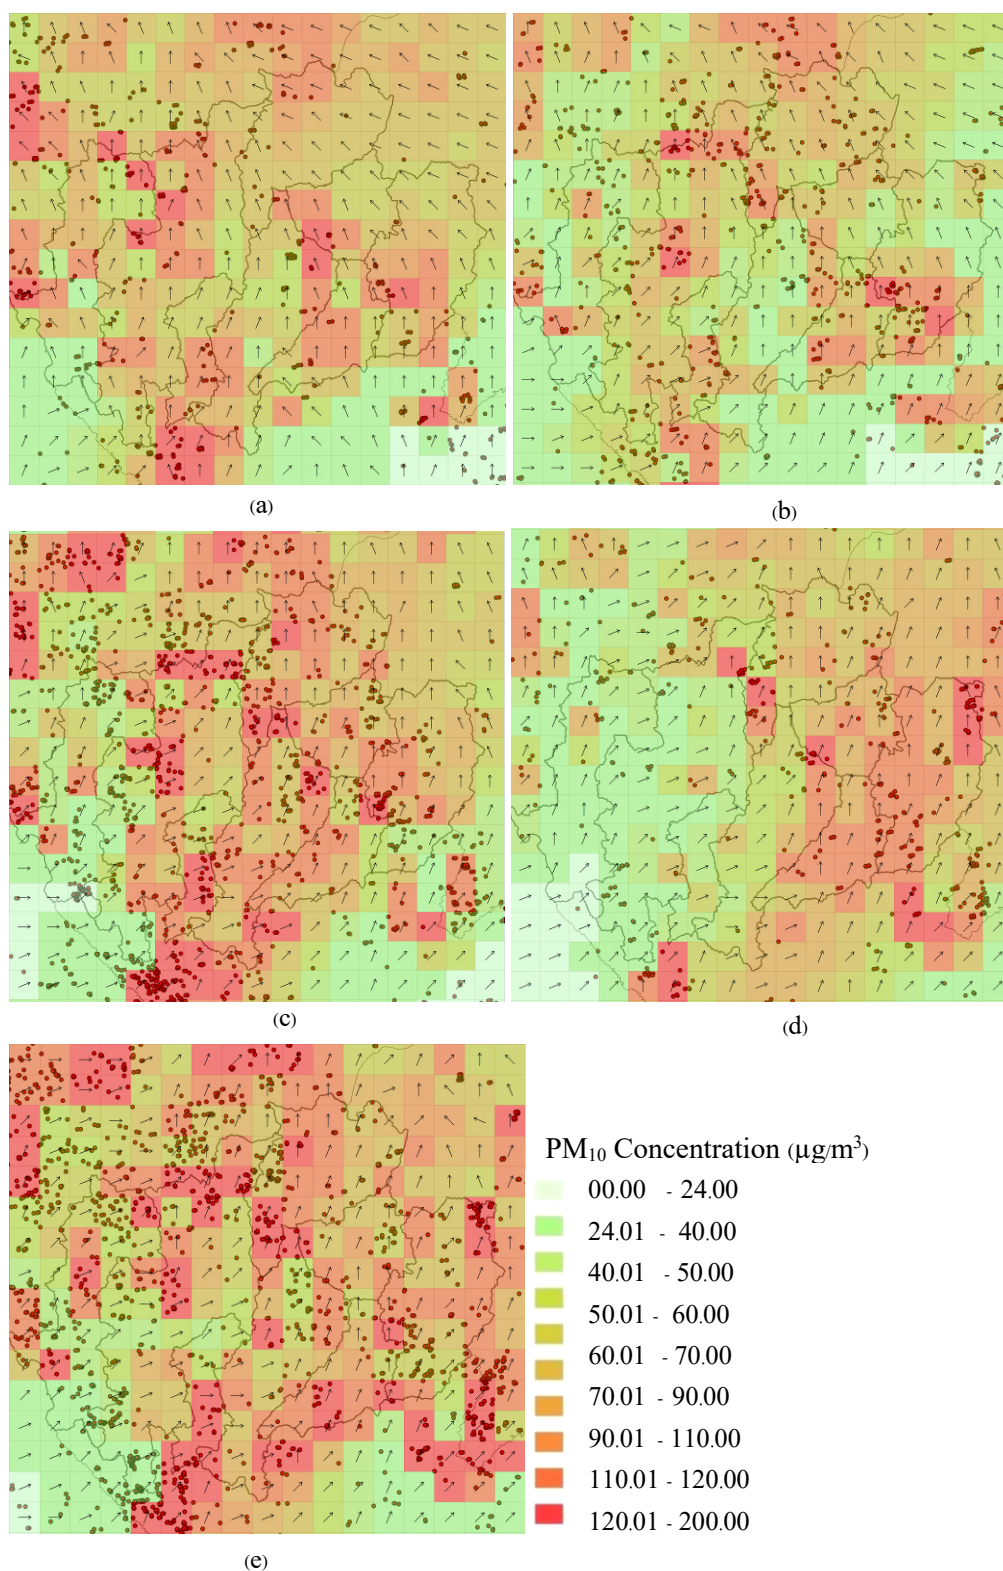 (a)
(b)
(c)
(d)
PM₁₀ Concentration (µg/m³)
00.00 - 24.00
24.01 - 40.00
40.01 - 50.00
50.01 - 60.00
60.01 - 70.00
70.01 - 90.00
90.01 - 110.00
110.01 - 120.00
120.01 - 200.00
(e)